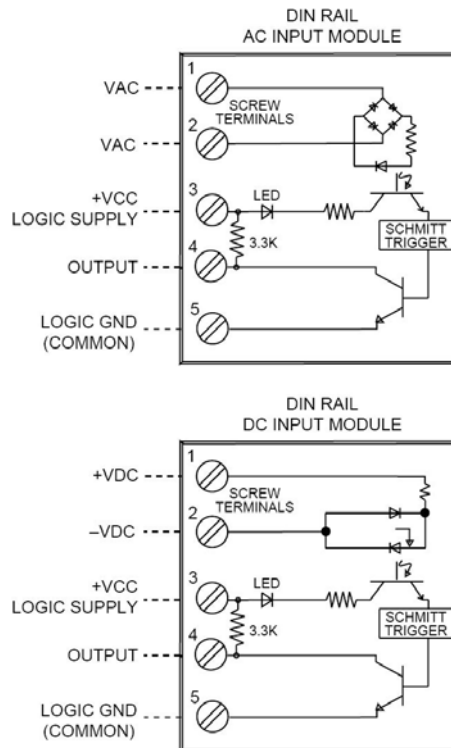 DIN RAIL
AC INPUT MODULE
1
VAC
SCREW
TERMINALS
2
VAC
3
+VCC
LOGIC SUPPLY
LED
3.3K
SCHMITT
TRIGGER
4
OUTPUT
5
LOGIC GND
(COMMON)
DIN RAIL
DC INPUT MODULE
1
+VDC
SCREW
TERMINALS
2
–VDC
3
+VCC
LOGIC SUPPLY
LED
3.3K
SCHMITT
TRIGGER
4
OUTPUT
5
LOGIC GND
(COMMON)